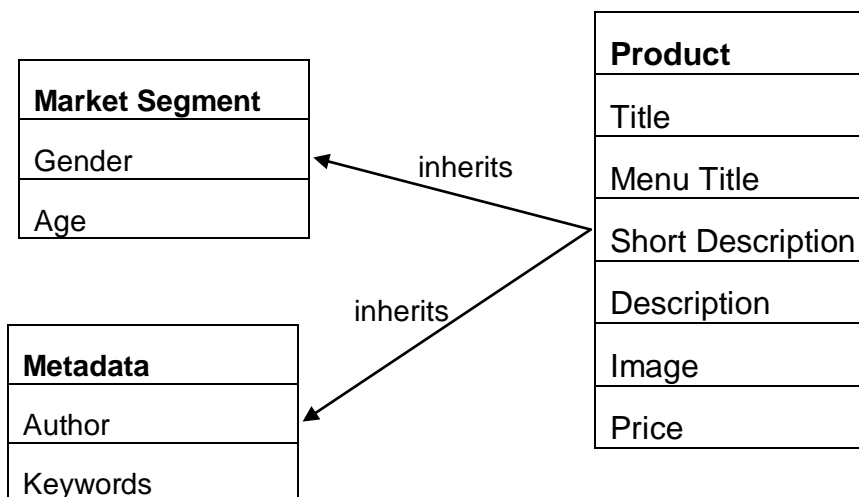 Market Segment
Gender
Age
inherits
inherits
Metadata
Author
Keywords
Product
Title
Menu Title
Short Description
Description
Image
Price